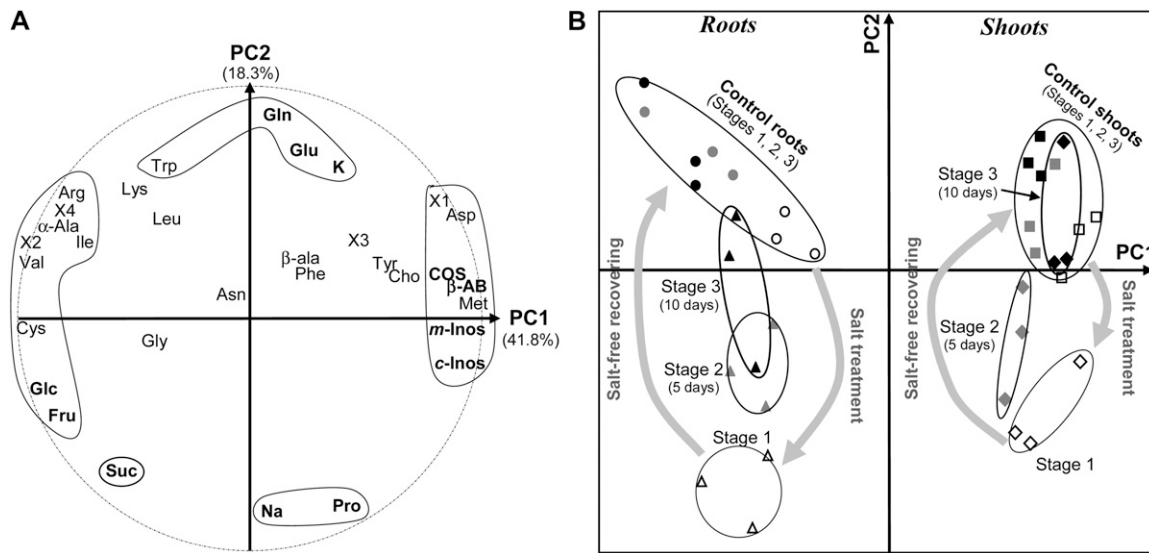 A
PC2
(18.3%)
Gln
Glu
K
Trp
Lys
Leu
Arg
X4
α-Ala
X2
Ile
Val
X1
Asp
X3
β-ala
Phe
Tyr
Cho
COS
β-AB
Met
Asn
PC1
(41.8%)
Cys
Gly
m-Inos
c-Inos
Glc
Fru
Suc
Na
Pro
B
Roots
PC2
Shoots
Control roots
(Stages 1, 2, 3)
Control shoots
(Stages 1, 2, 3)
Stage 3
(10 days)
PC1
Salt-free recovering
Stage 3
(10 days)
Stage 2
(5 days)
Salt treatment
Stage 1
Salt-free recovering
Stage 2
(5 days)
Salt treatment
Stage 1